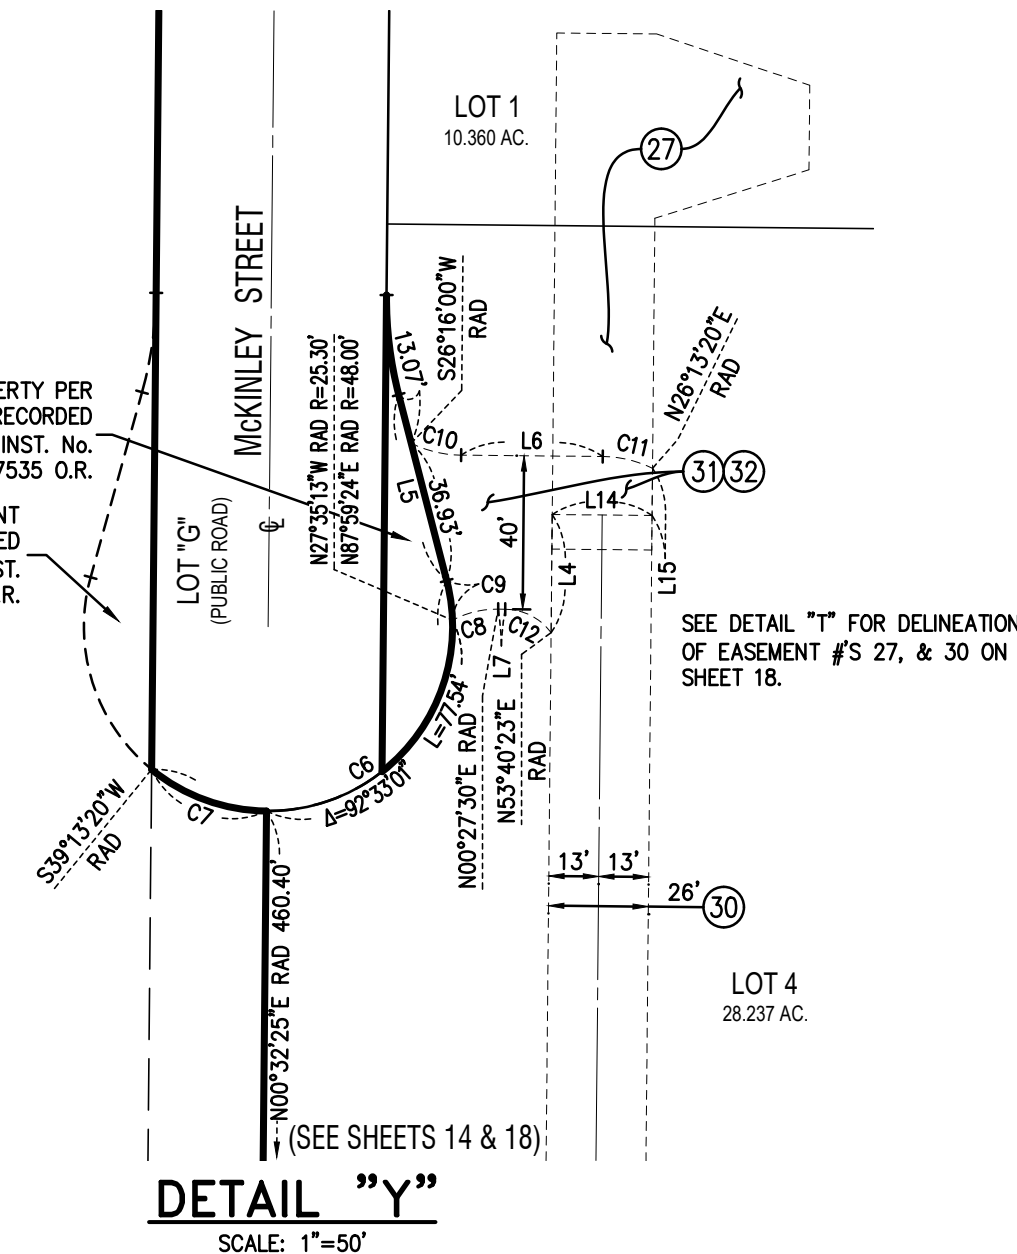 LOT 1
10.360 AC.
27
McKINLEY STREET
LOT "G"
(PUBLIC ROAD)
℄
13.07'
S26°16'00"W
RAD
N27°35'13"W RAD R=25.30'
N87°59'24"E RAD R=48.00'
N26°13'20"E
RAD
ERTY PER
RECORDED
INST. No.
7535 O.R.
NT
ED
ST.
R.
C10
L6
C11
31
32
L5
36.93'
40'
L14
L4
L15
C9
C8
C12
L7
SEE DETAIL "T" FOR DELINEATION
OF EASEMENT #'S 27, & 30 ON
SHEET 18.
L=77.54'
C6
Δ=92°33'01"
N00°27'30"E RAD
N53°40'23"E
RAD
S39°13'20"W
RAD
C7
13'
13'
26'
30
N00°32'25"E RAD 460.40'
LOT 4
28.237 AC.
(SEE SHEETS 14 & 18)
DETAIL "Y"
SCALE: 1"=50'